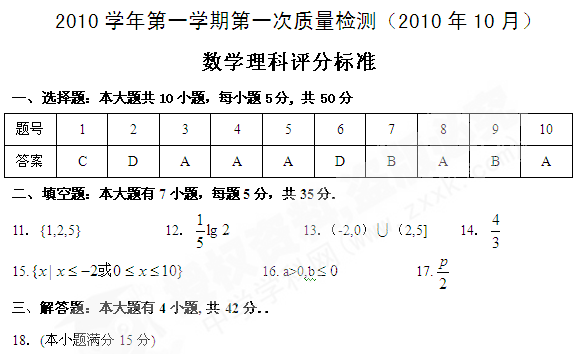 2010 学年第一学期第一次质量检测（2010 年 10 月）
数学理科评分标准
一、选择题：本大题共 10 小题，每小题 5 分, 共 50 分
题号 1 2 3 4 5 6 7 8 9 10
答案 C D A A A D B A B A
二、填空题：本大题有 7 小题，每题 5 分，共 35 分.
11. {1,2,5} 12. 1/5 lg 2 13.（-2,0）∪（2,5] 14. 4/3
15. {x | x ≤ −2或0 ≤ x ≤ 10} 16. a>0,b≤0 17. p/2
三、解答题：本大题有 4 小题, 共 42 分. .
18. (本小题满分 15 分)